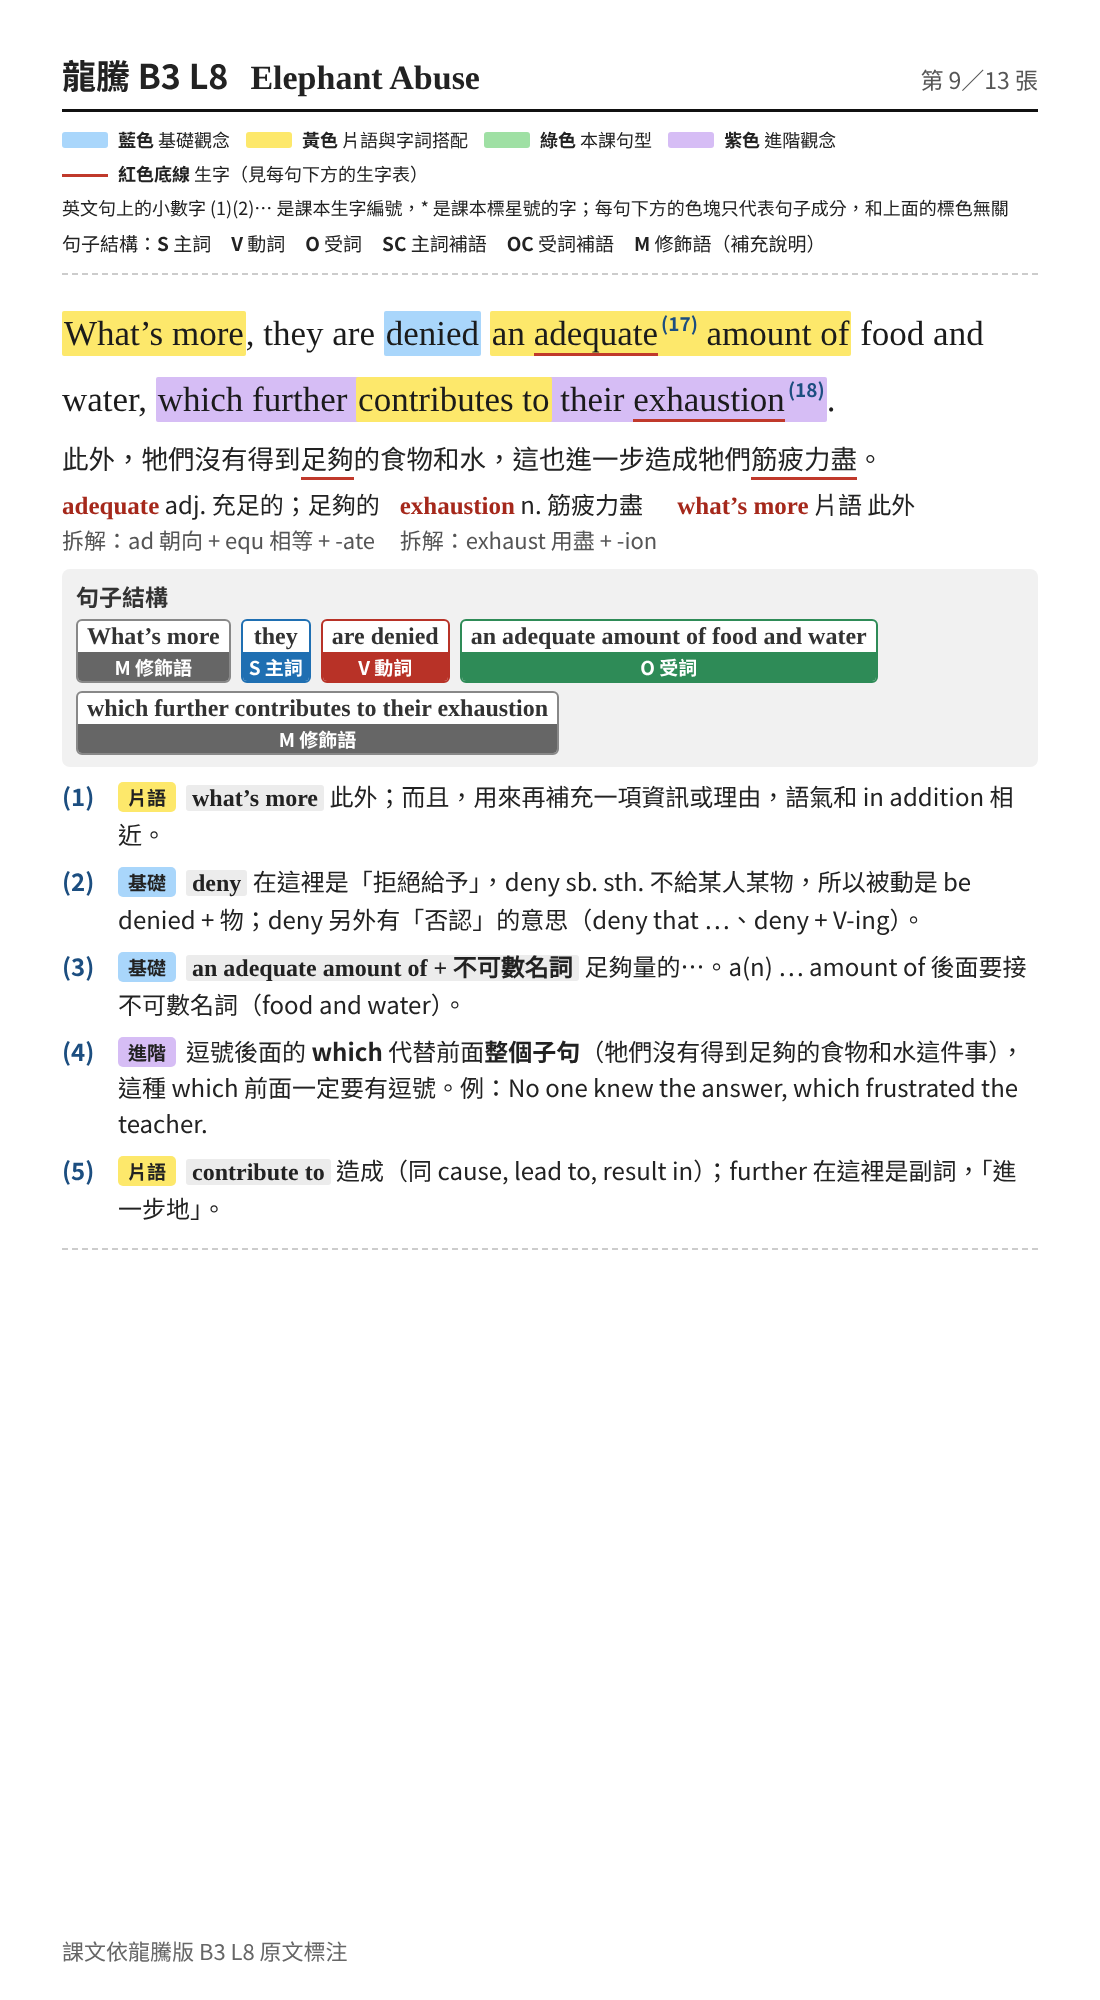 龍騰 B3 L8 Elephant Abuse 第 9／13 張
藍色 基礎觀念 黃色 片語與字詞搭配 綠色 本課句型 紫色 進階觀念
紅色底線 生字（見每句下方的生字表）
英文句上的小數字 (1)(2)⋯ 是課本生字編號，* 是課本標星號的字；每句下方的色塊只代表句子成分，和上面的標色無關
句子結構：S 主詞 V 動詞 O 受詞 SC 主詞補語 OC 受詞補語 M 修飾語（補充說明）
What’s more, they are denied an adequate(17) amount of food and
water, which further contributes to their exhaustion(18).
此外，牠們沒有得到足夠的食物和水，這也進一步造成牠們筋疲力盡。
adequate adj. 充足的；足夠的 exhaustion n. 筋疲力盡 what’s more 片語 此外
拆解：ad 朝向 + equ 相等 + -ate 拆解：exhaust 用盡 + -ion
句子結構
What’s more they are denied an adequate amount of food and water
M 修飾語 S 主詞 V 動詞 O 受詞
which further contributes to their exhaustion
M 修飾語
(1) 片語 what’s more 此外；而且，用來再補充一項資訊或理由，語氣和 in addition 相
近。
(2) 基礎 deny 在這裡是「拒絕給予」，deny sb. sth. 不給某人某物，所以被動是 be
denied + 物；deny 另外有「否認」的意思（deny that …、deny + V-ing）。
(3) 基礎 an adequate amount of + 不可數名詞 足夠量的⋯。a(n) … amount of 後面要接
不可數名詞（food and water）。
(4) 進階 逗號後面的 which 代替前面整個子句（牠們沒有得到足夠的食物和水這件事），
這種 which 前面一定要有逗號。例：No one knew the answer, which frustrated the
teacher.
(5) 片語 contribute to 造成（同 cause, lead to, result in）；further 在這裡是副詞，「進
一步地」。
課文依龍騰版 B3 L8 原文標注